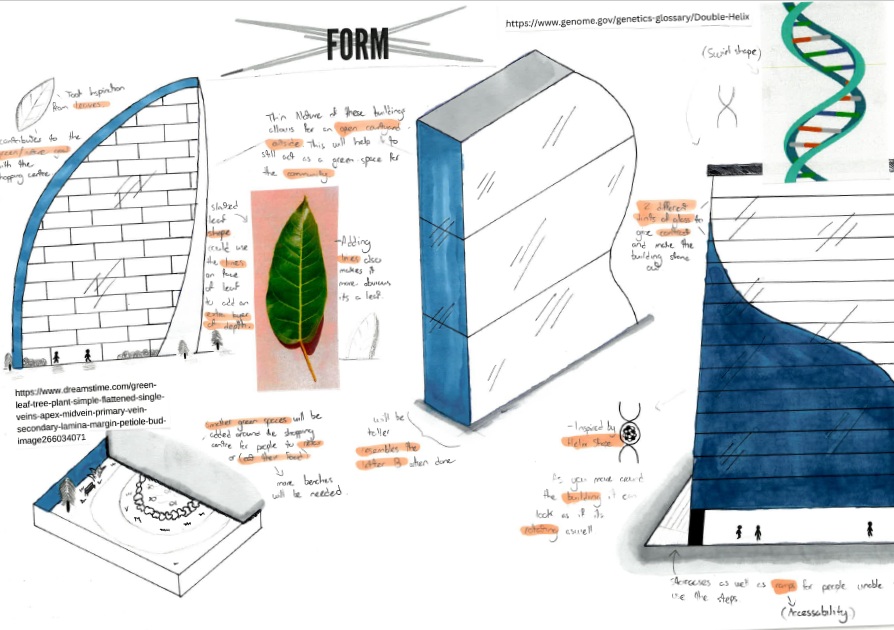 FORM
https://www.genome.gov/genetics-glossary/Double-Helix
(Swirl shape)
Took Inspiration
from leaves
contributes to the
with the
shopping centre
Thin Nature of these buildings
allows for an open courtyard
outside. This will help it to
still act as a green space for
the community
slated
leaf
shape
could use
the lines
on face
of leaf
to add an
extra layer
of depth.
Adding
lines also
makes it
more obvious
its a leaf.
2 different
tints of glass to
give contrast
and make the
building stand
out
https://www.dreamstime.com/green-
leaf-tree-plant-simple-flattened-single-
veins-apex-midvein-primary-vein-
secondary-lamina-margin-petiole-bud-
image266034071
smaller green spaces will be
added around the shopping
centre for people to relax
or (eat their food)
more benches
will be needed.
will be
taller
resembles the
letter B when done
- Inspired by
Helix shape
As you move around
the building it can
look as if its
rotating aswell
as well as ramp for people unable
use the steps
(Accessability)